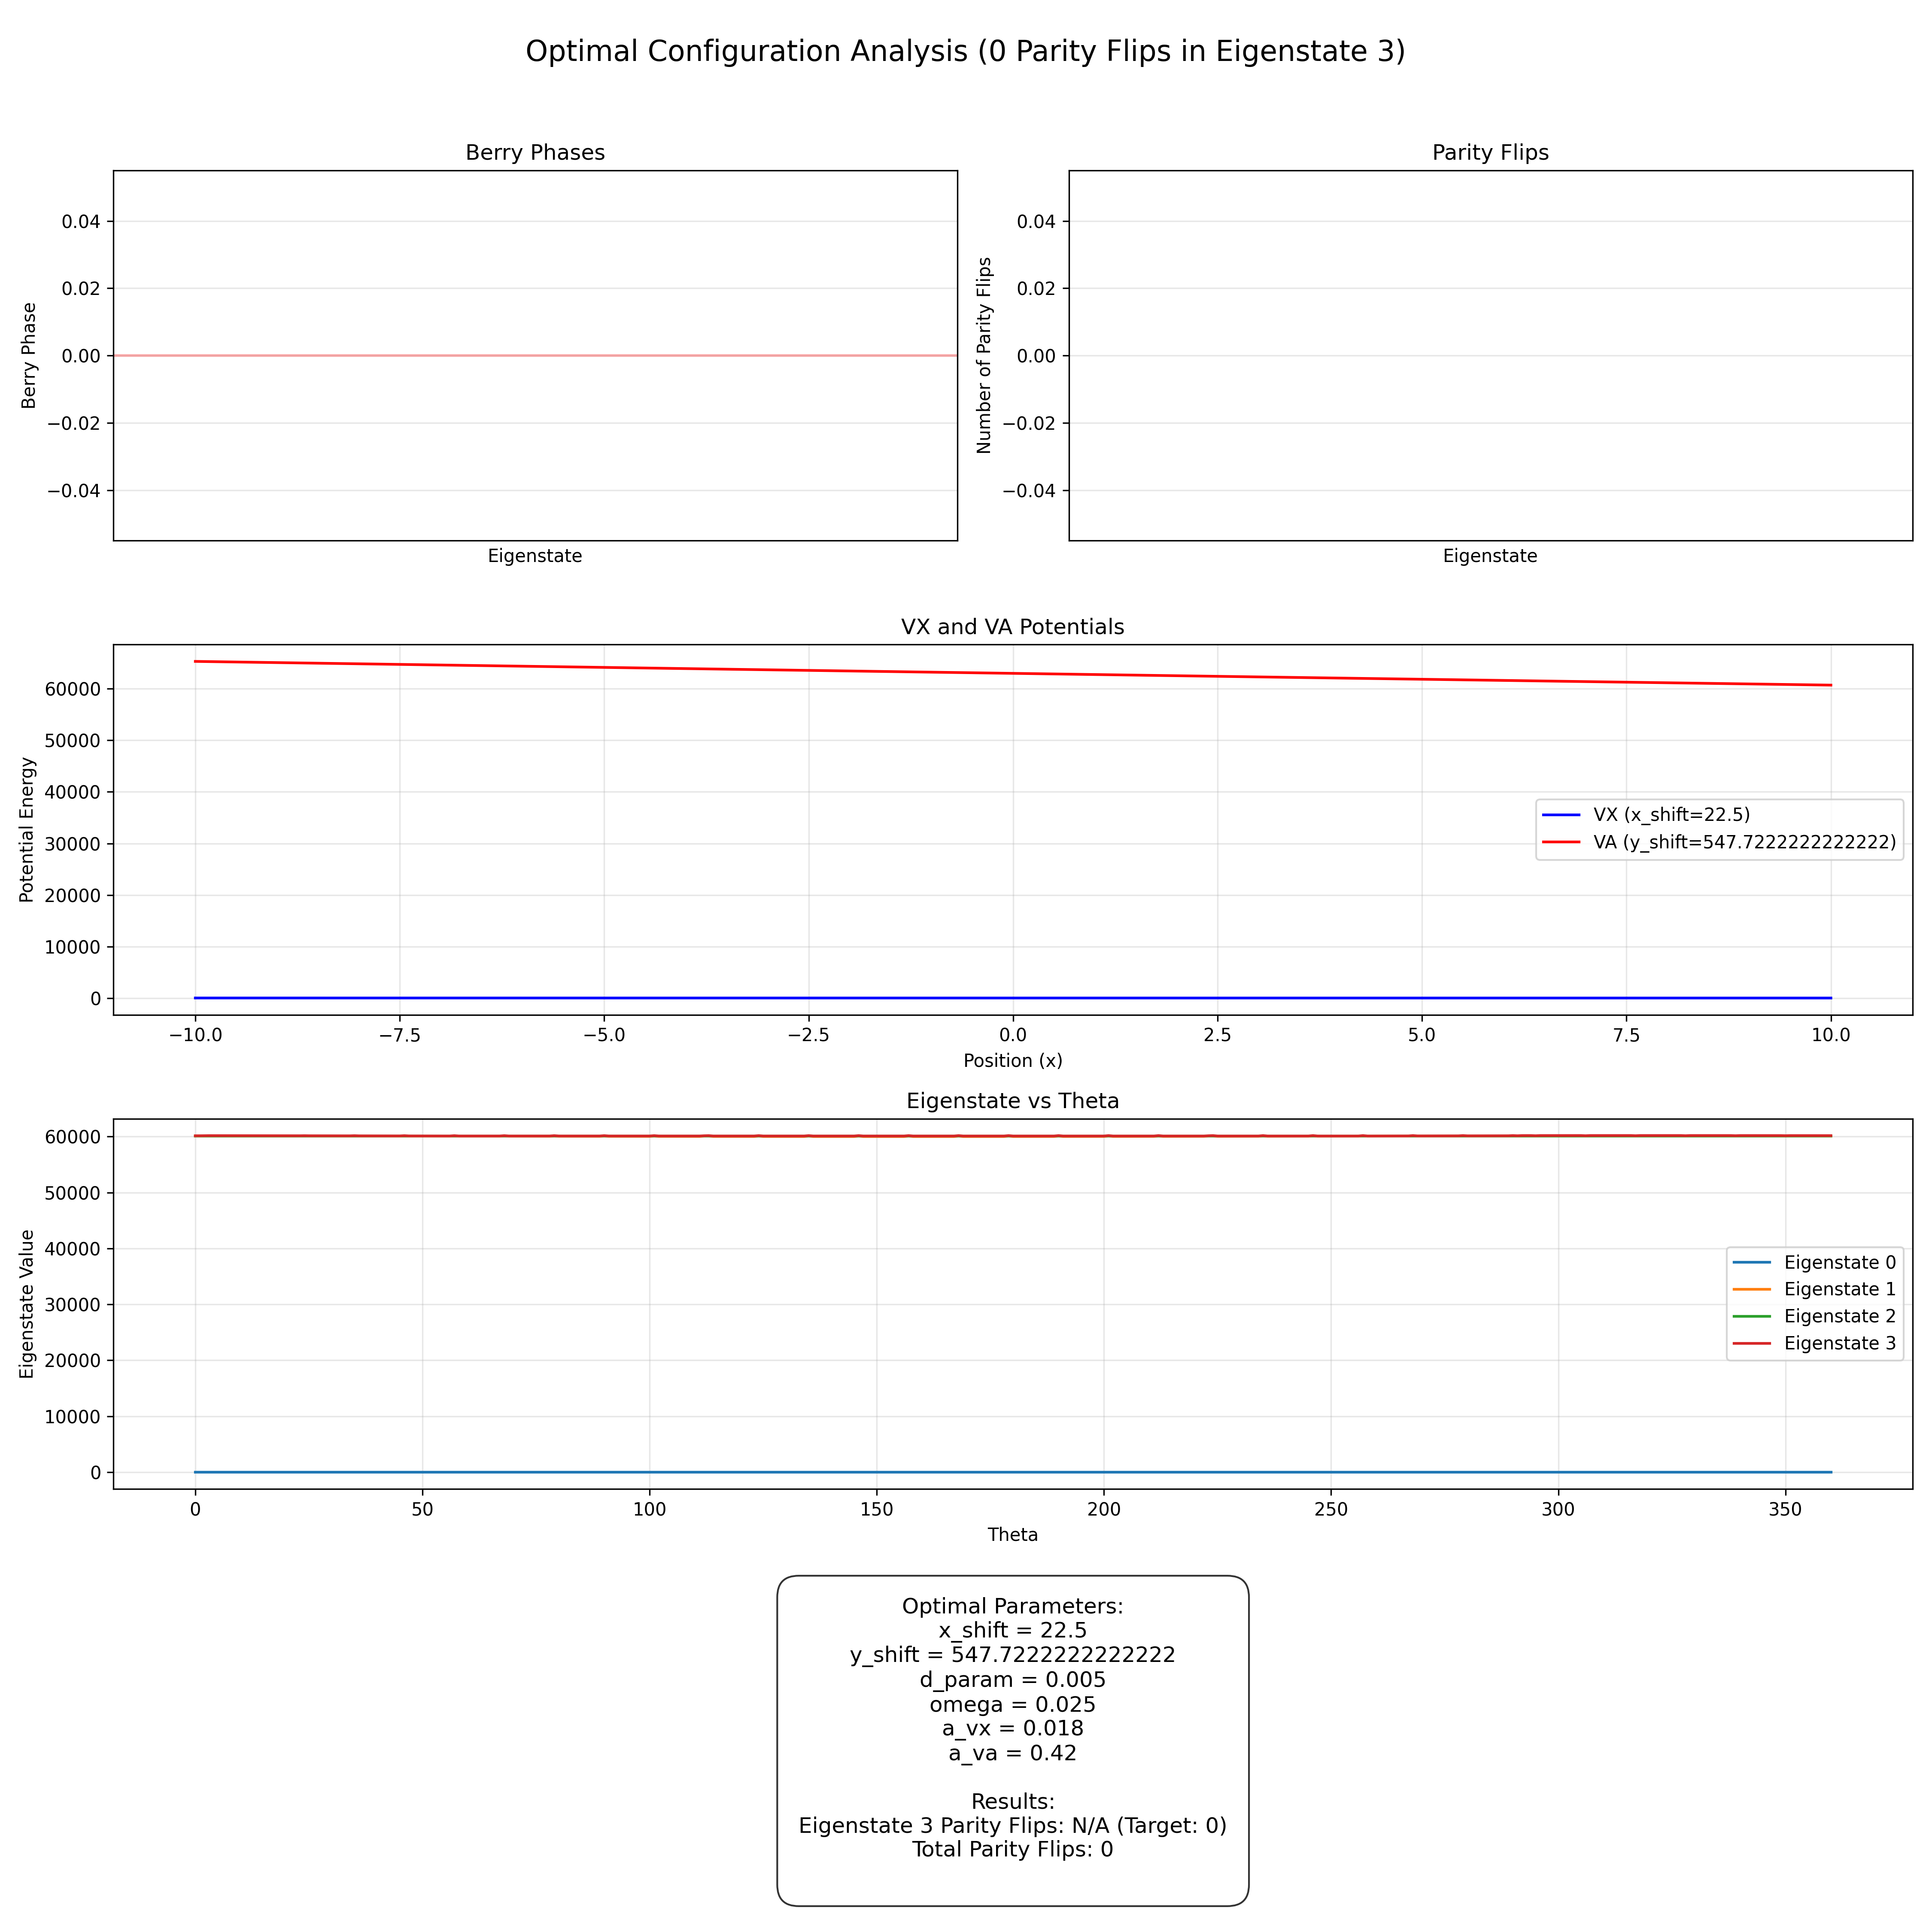 Optimal Configuration Analysis (0 Parity Flips in Eigenstate 3)
Berry Phases
0.04
0.02
0.00
−0.02
−0.04
Berry Phase
Eigenstate
Parity Flips
0.04
0.02
0.00
−0.02
−0.04
Number of Parity Flips
Eigenstate
VX and VA Potentials
60000
50000
40000
30000
20000
10000
0
Potential Energy
VX (x_shift=22.5)
VA (y_shift=547.7222222222222)
−10.0 −7.5 −5.0 −2.5 0.0 2.5 5.0 7.5 10.0
Position (x)
Eigenstate vs Theta
60000
50000
40000
30000
20000
10000
0
Eigenstate Value
Eigenstate 0
Eigenstate 1
Eigenstate 2
Eigenstate 3
0 50 100 150 200 250 300 350
Theta
Optimal Parameters:
x_shift = 22.5
y_shift = 547.7222222222222
d_param = 0.005
omega = 0.025
a_vx = 0.018
a_va = 0.42
Results:
Eigenstate 3 Parity Flips: N/A (Target: 0)
Total Parity Flips: 0